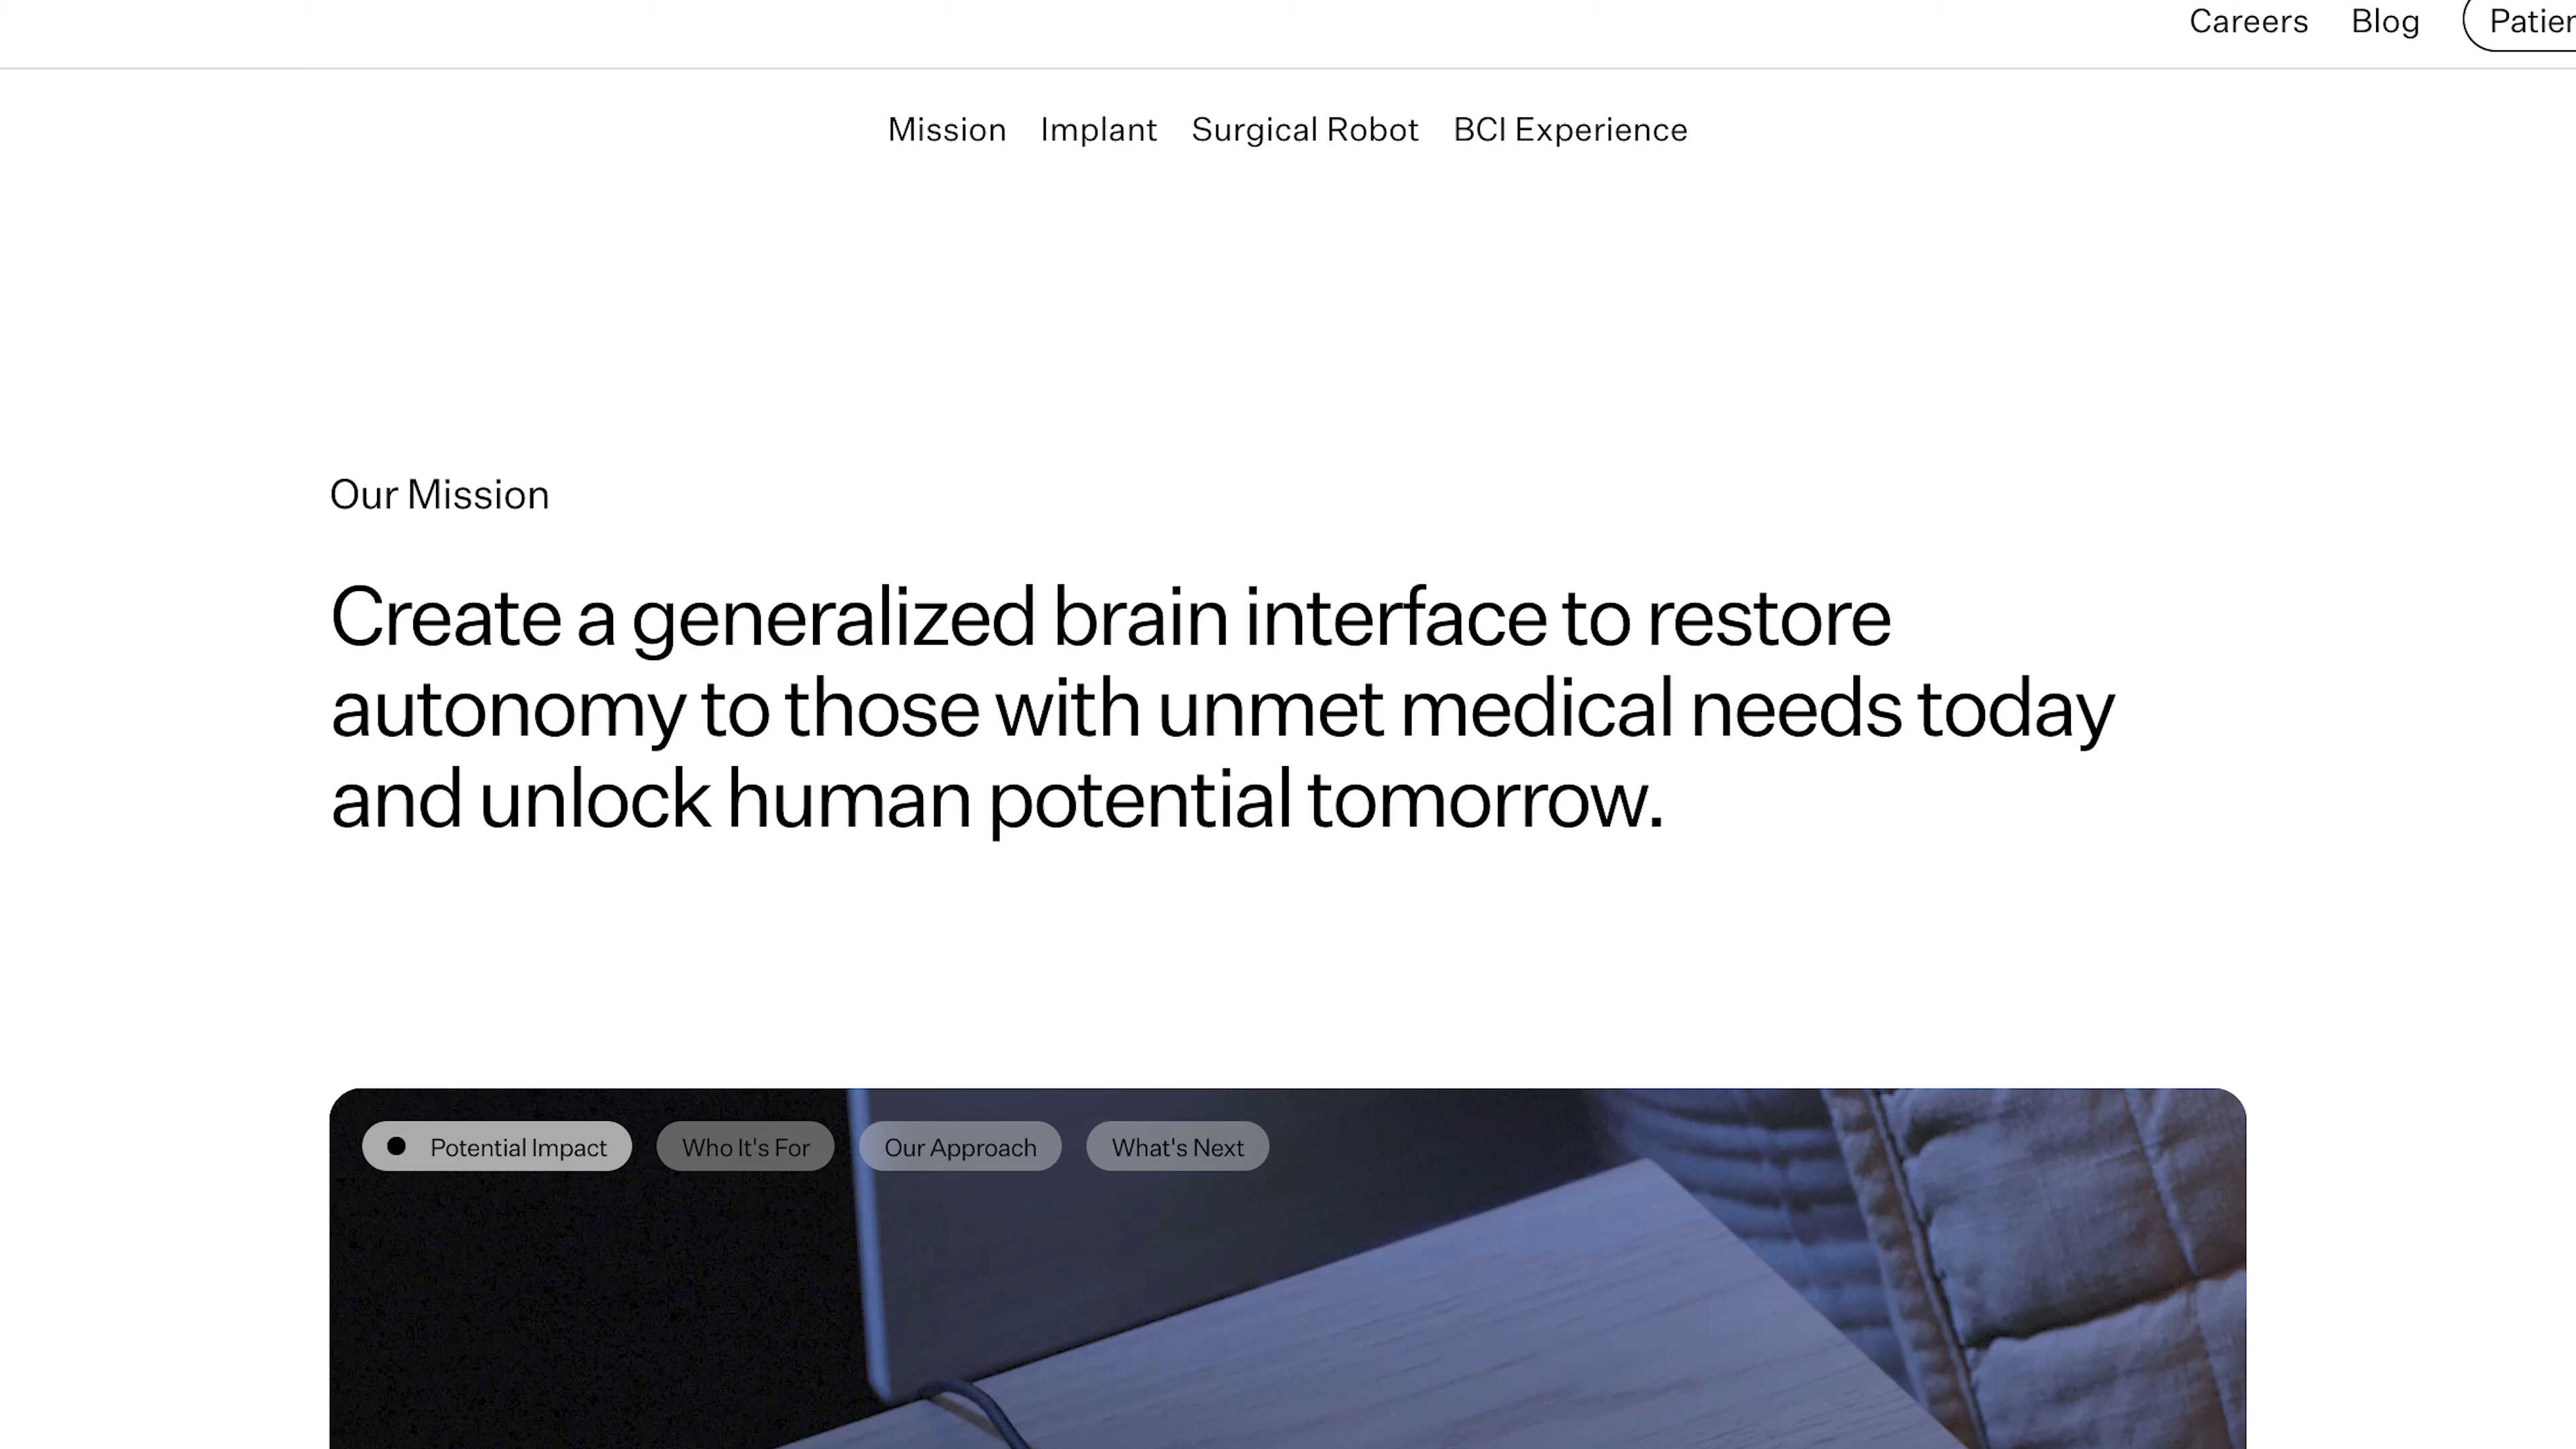 Careers Blog
Mission Implant Surgical Robot BCI Experience
Our Mission
Create a generalized brain interface to restore
autonomy to those with unmet medical needs today
and unlock human potential tomorrow.
Potential Impact Who It's For Our Approach What's Next